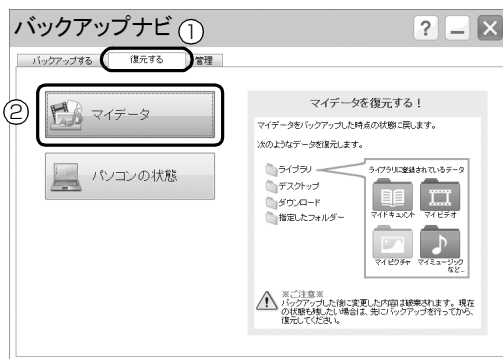 バックアップナビ ①
? － ×
バックアップする 復元する 管理
② マイデータ
パソコンの状態
マイデータを復元する！
マイデータをバックアップした時点の状態に戻します。
次のようなデータを復元します。
ライブラリ
デスクトップ
ダウンロード
指定したフォルダー
ライブラリに登録されているデータ
マイドキュメント マイビデオ
マイピクチャ マイミュージック
など...
※ご注意※
バックアップした後に変更した内容は破棄されます。現在
の状態も残したい場合は、先にバックアップを行ってから、
復元してください。